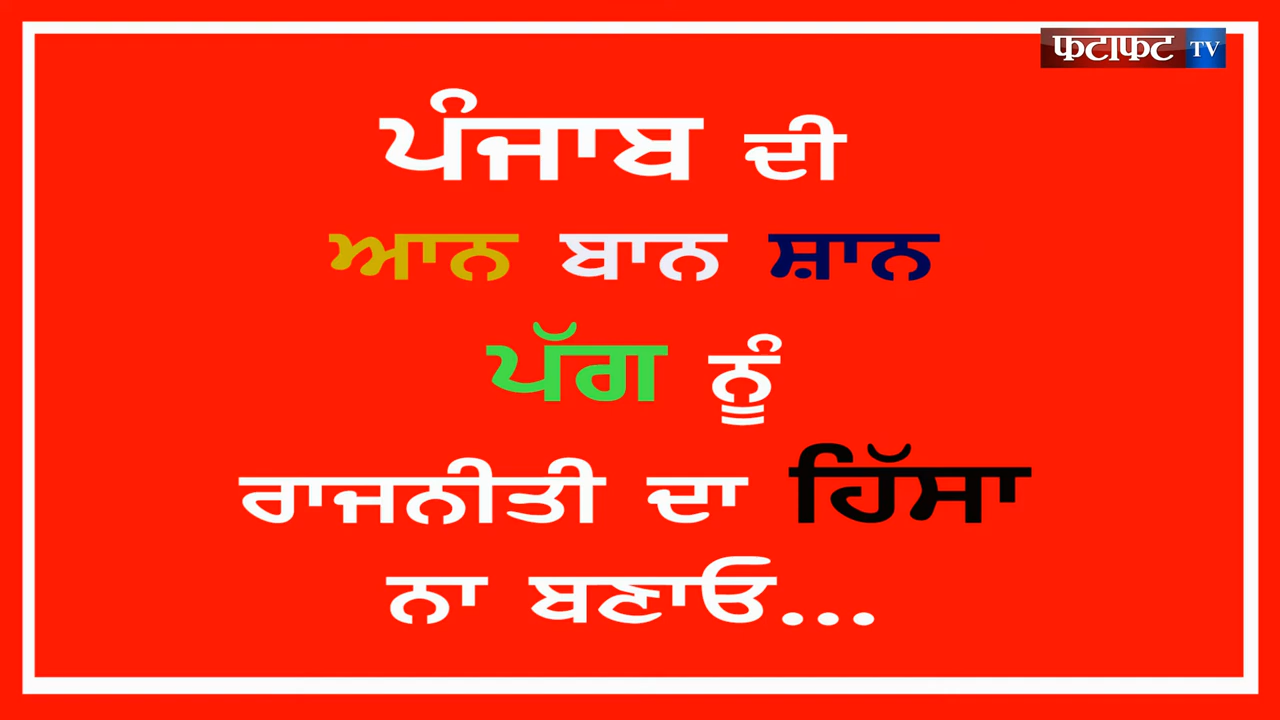 फटाफट TV
ਪੰਜਾਬ ਦੀ
ਆਨ ਬਾਨ ਸ਼ਾਨ
ਪੱਗ ਨੂੰ
ਰਾਜਨੀਤੀ ਦਾ ਹਿੱਸਾ
ਨਾ ਬਣਾਓ...